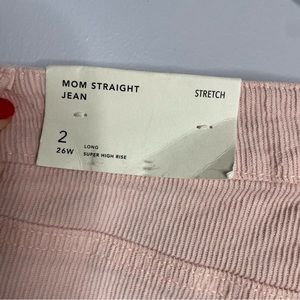 MOM STRAIGHT
JEAN
STRETCH
2
26W
LONG
SUPER HIGH RISE